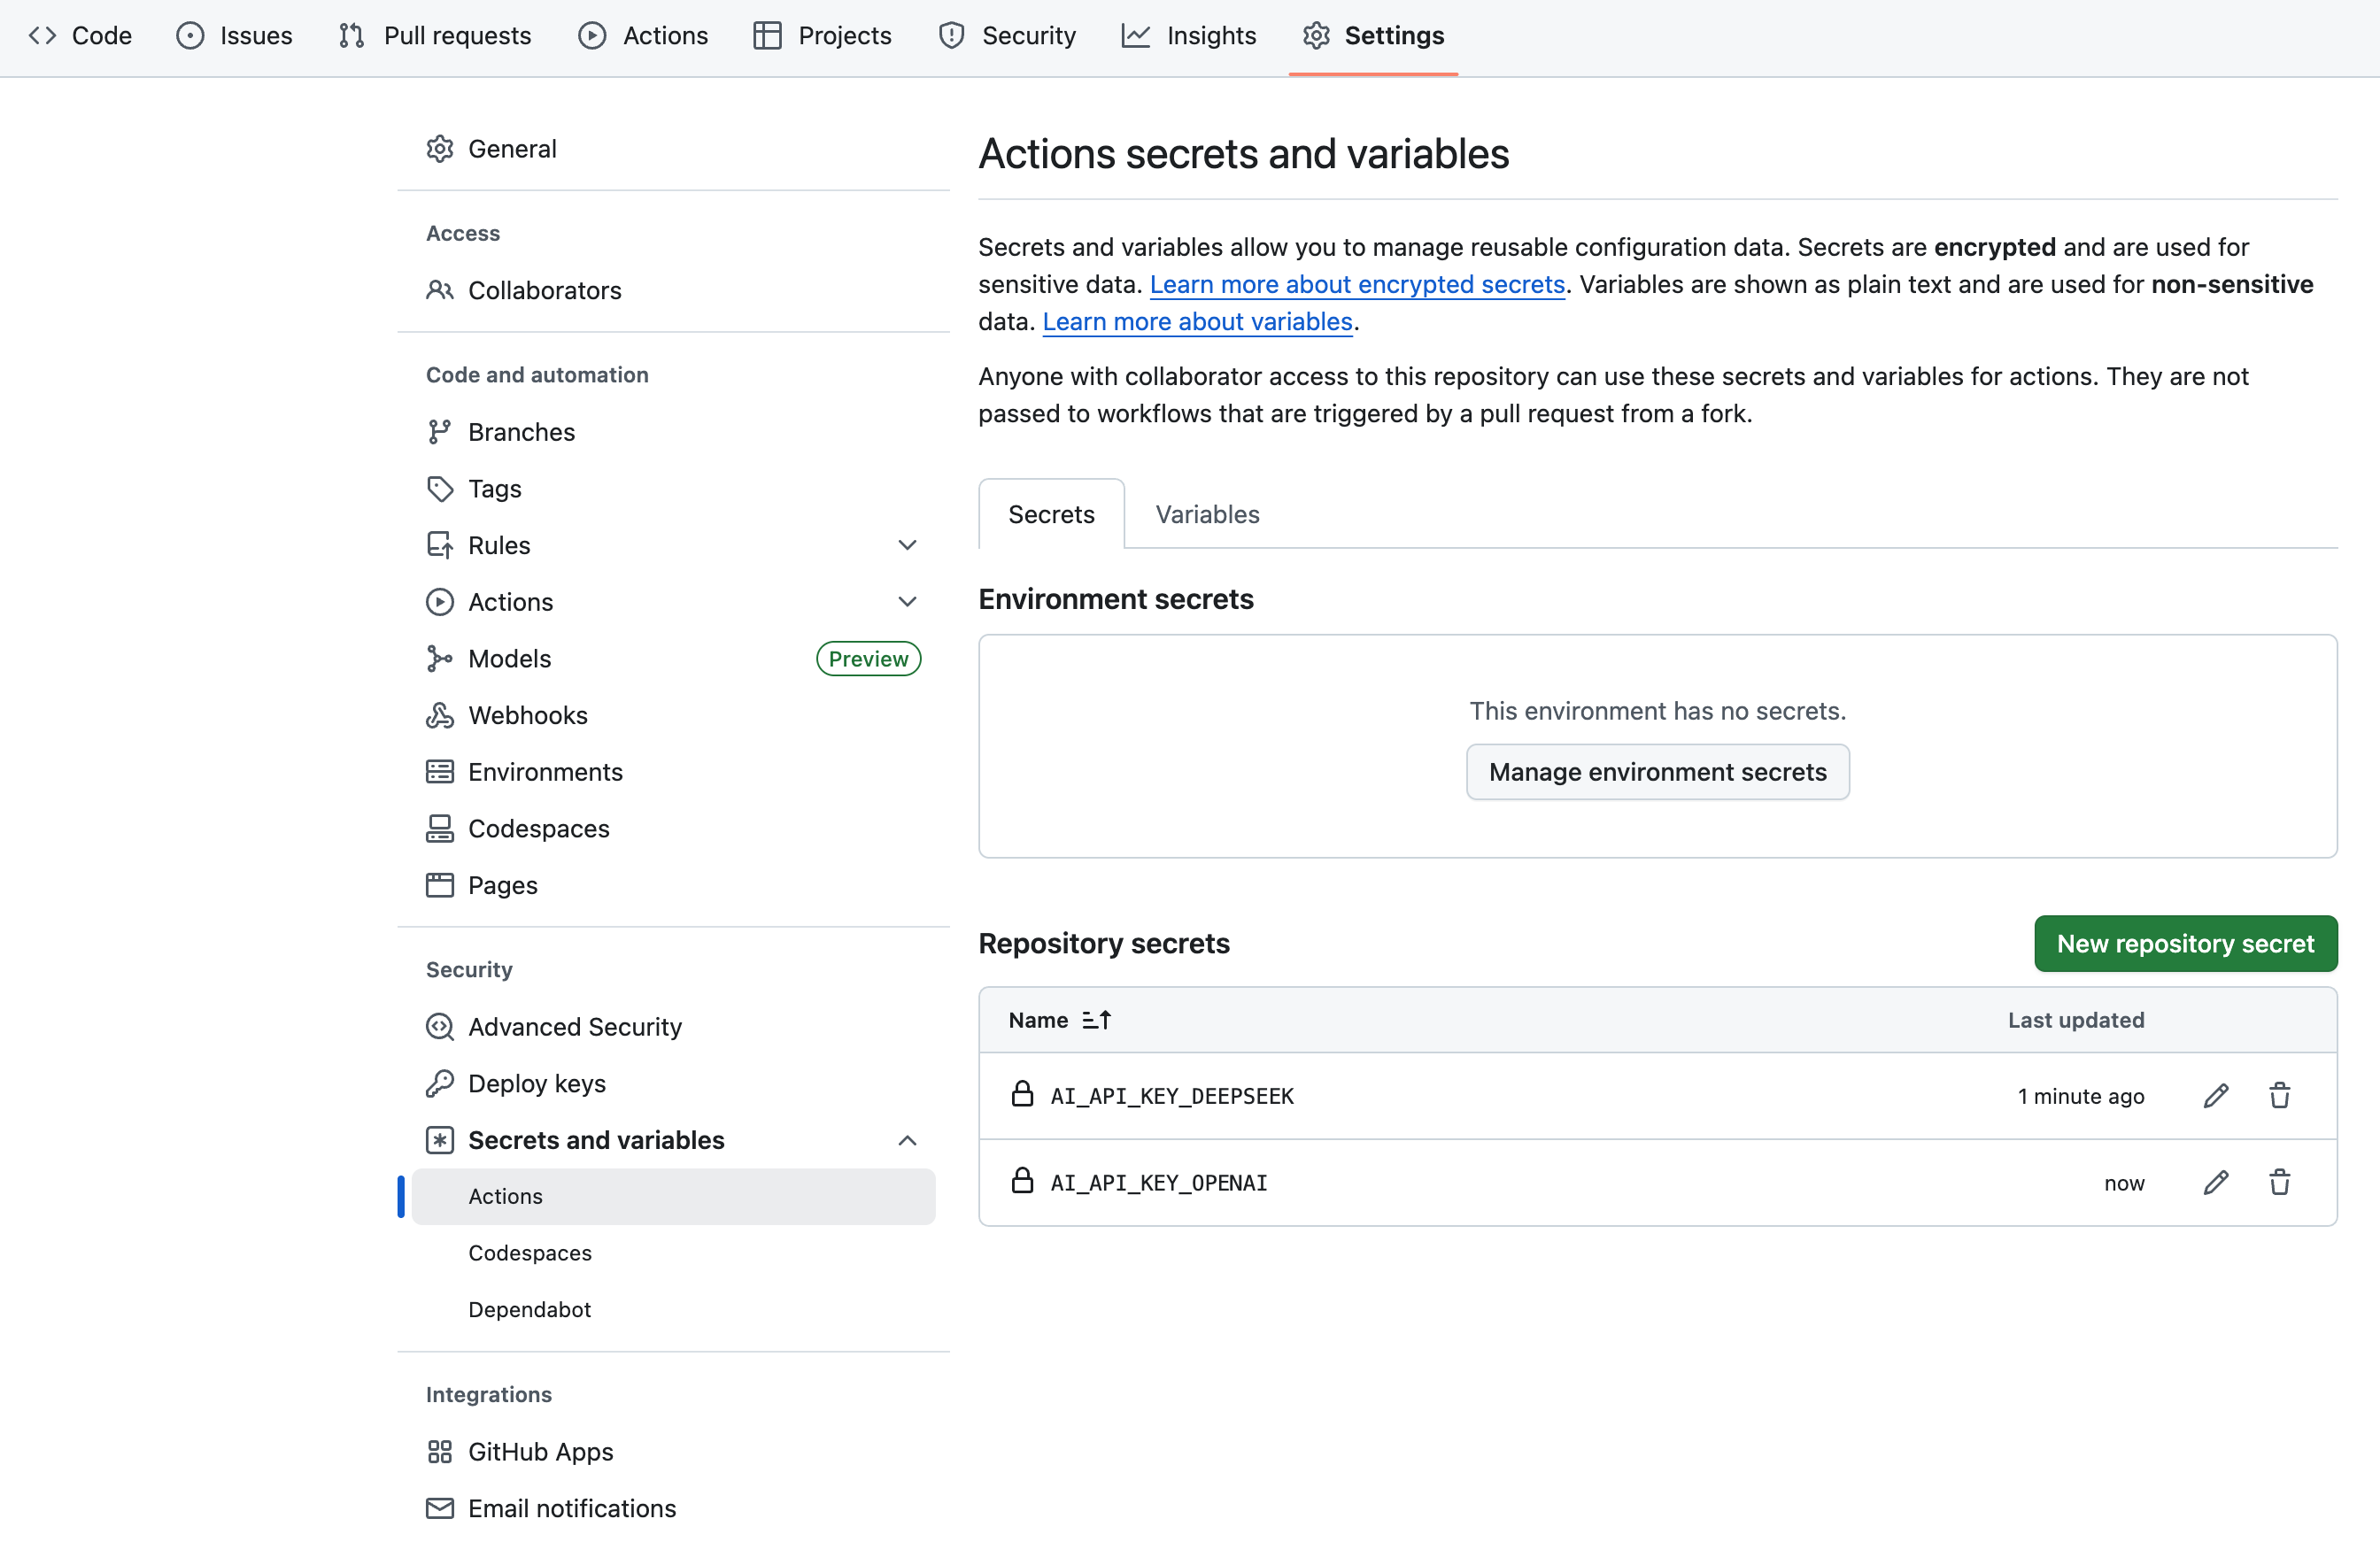 Code
Issues
Pull requests
Actions
Projects
Security
Insights
Settings
General
Access
Collaborators
Code and automation
Branches
Tags
Rules
Actions
Models
Preview
Webhooks
Environments
Codespaces
Pages
Security
Advanced Security
Deploy keys
Secrets and variables
Actions
Codespaces
Dependabot
Integrations
GitHub Apps
Email notifications
Actions secrets and variables
Secrets and variables allow you to manage reusable configuration data. Secrets are encrypted and are used for
sensitive data. Learn more about encrypted secrets. Variables are shown as plain text and are used for non-sensitive
data. Learn more about variables.
Anyone with collaborator access to this repository can use these secrets and variables for actions. They are not
passed to workflows that are triggered by a pull request from a fork.
Secrets
Variables
Environment secrets
This environment has no secrets.
Manage environment secrets
Repository secrets
New repository secret
Name
Last updated
AI_API_KEY_DEEPSEEK
1 minute ago
AI_API_KEY_OPENAI
now